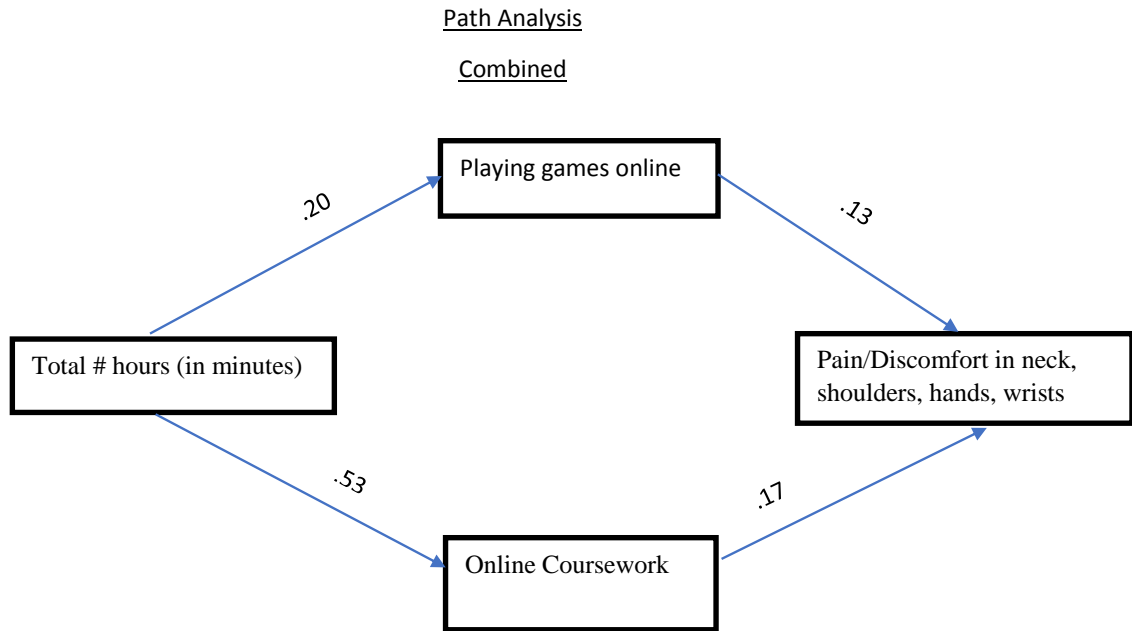 Path Analysis
Combined
Playing games online
.20
.13
Total # hours (in minutes)
Pain/Discomfort in neck,
shoulders, hands, wrists
.53
.17
Online Coursework